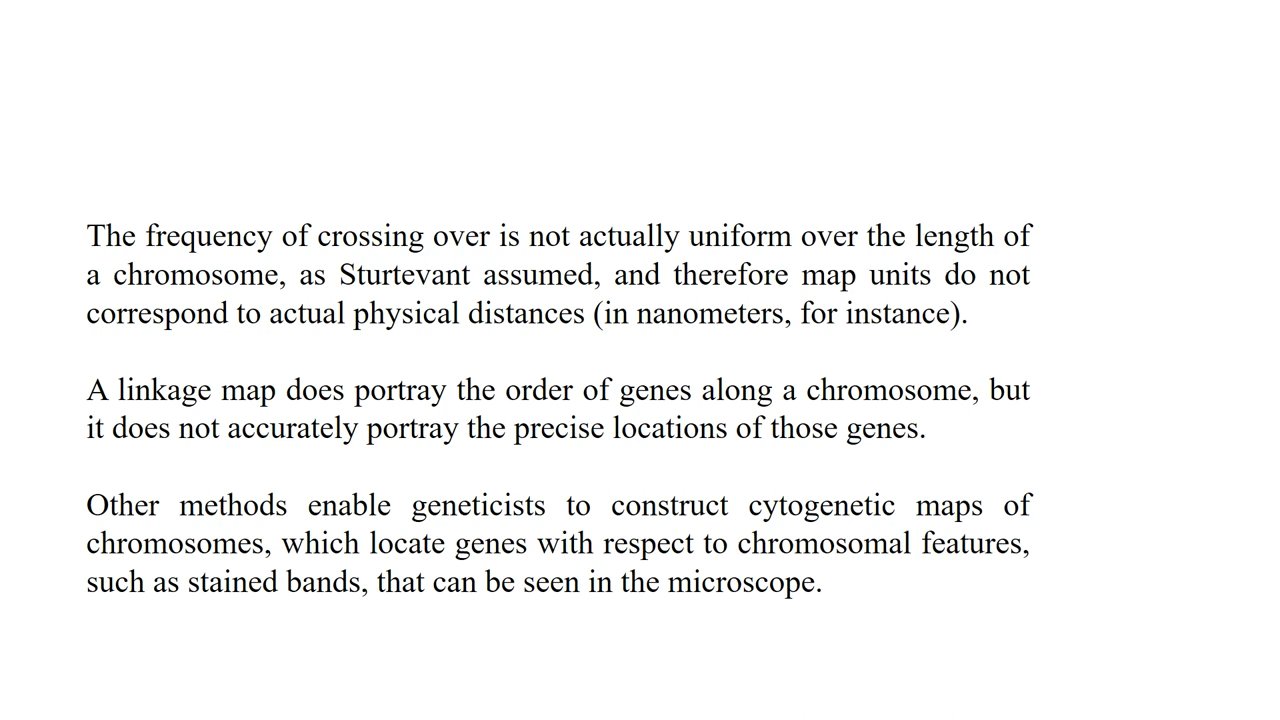 The frequency of crossing over is not actually uniform over the length of
a chromosome, as Sturtevant assumed, and therefore map units do not
correspond to actual physical distances (in nanometers, for instance).
A linkage map does portray the order of genes along a chromosome, but
it does not accurately portray the precise locations of those genes.
Other methods enable geneticists to construct cytogenetic maps of
chromosomes, which locate genes with respect to chromosomal features,
such as stained bands, that can be seen in the microscope.